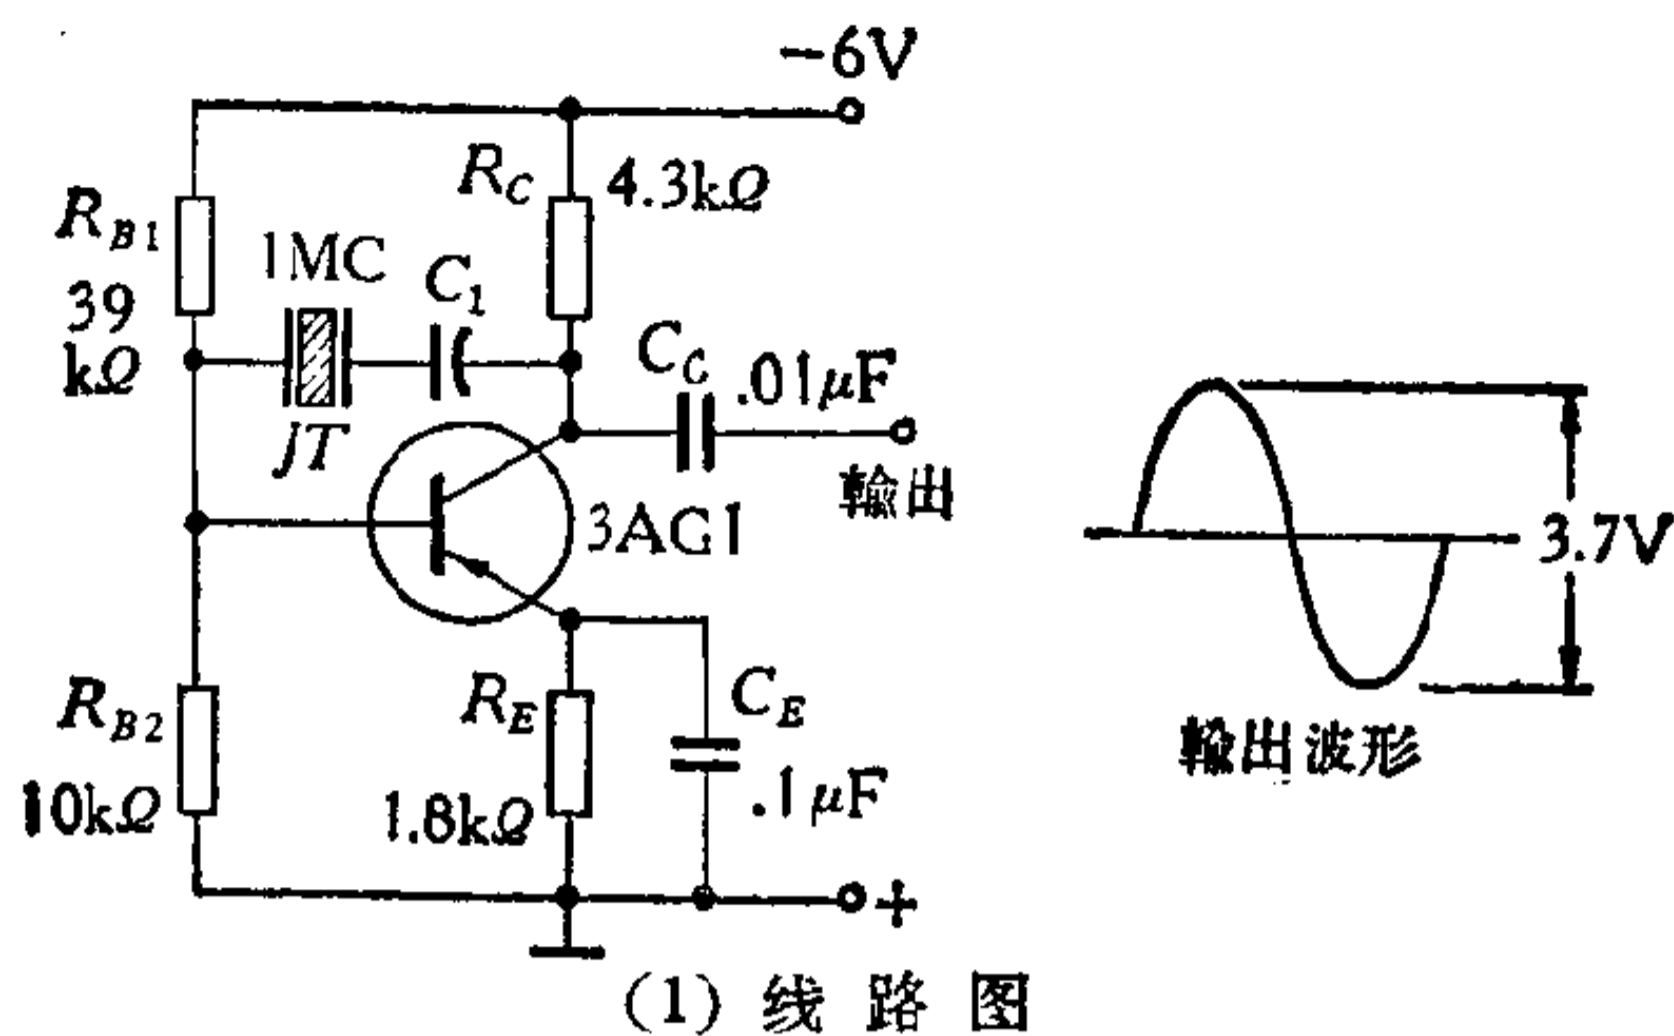 −6V
R_C 4.3kΩ
R_B1
39
kΩ
1MC
C_1
JT
C_C .01μF
輸出
3AG1
3.7V
R_B2
10kΩ
R_E
1.8kΩ
C_E
.1μF
+
輸出波形
(1) 线路图